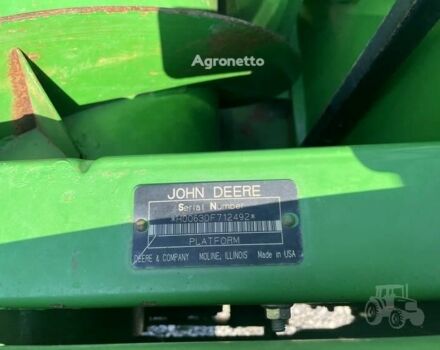 Agronetto
JOHN DEERE
Serial Number
*H00630F712492*
PLATFORM
DEERE & COMPANY MOLINE, ILLINOIS Made in USA